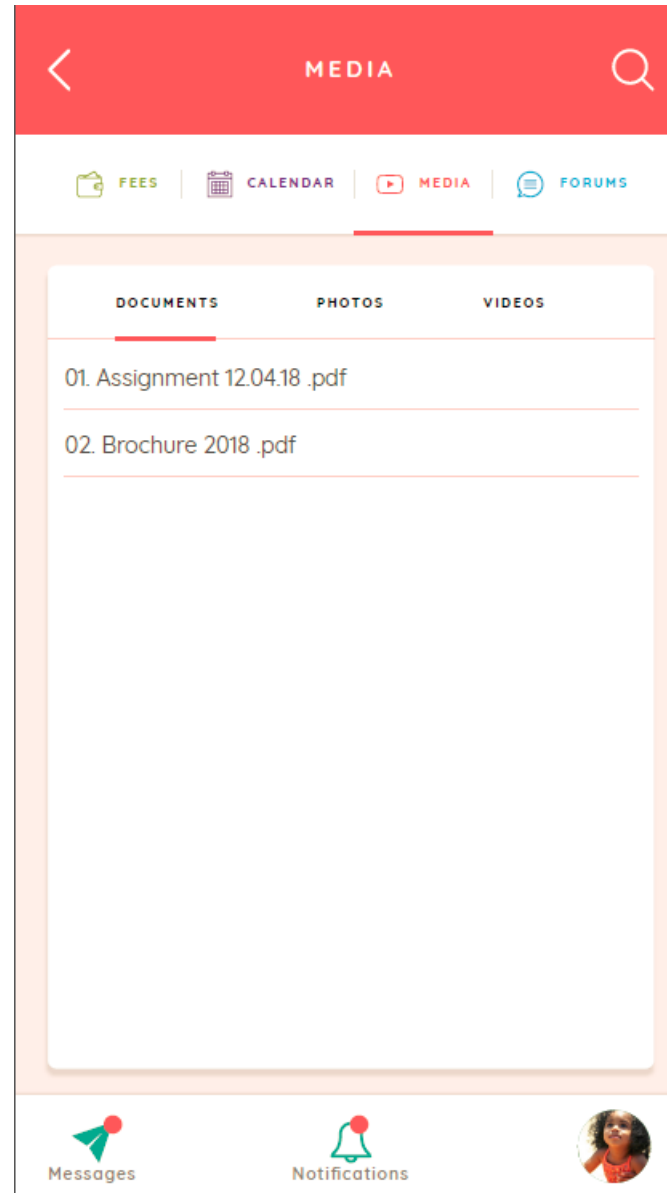 MEDIA
FEES CALENDAR MEDIA FORUMS
DOCUMENTS PHOTOS VIDEOS
01. Assignment 12.04.18 .pdf
02. Brochure 2018 .pdf
Messages Notifications